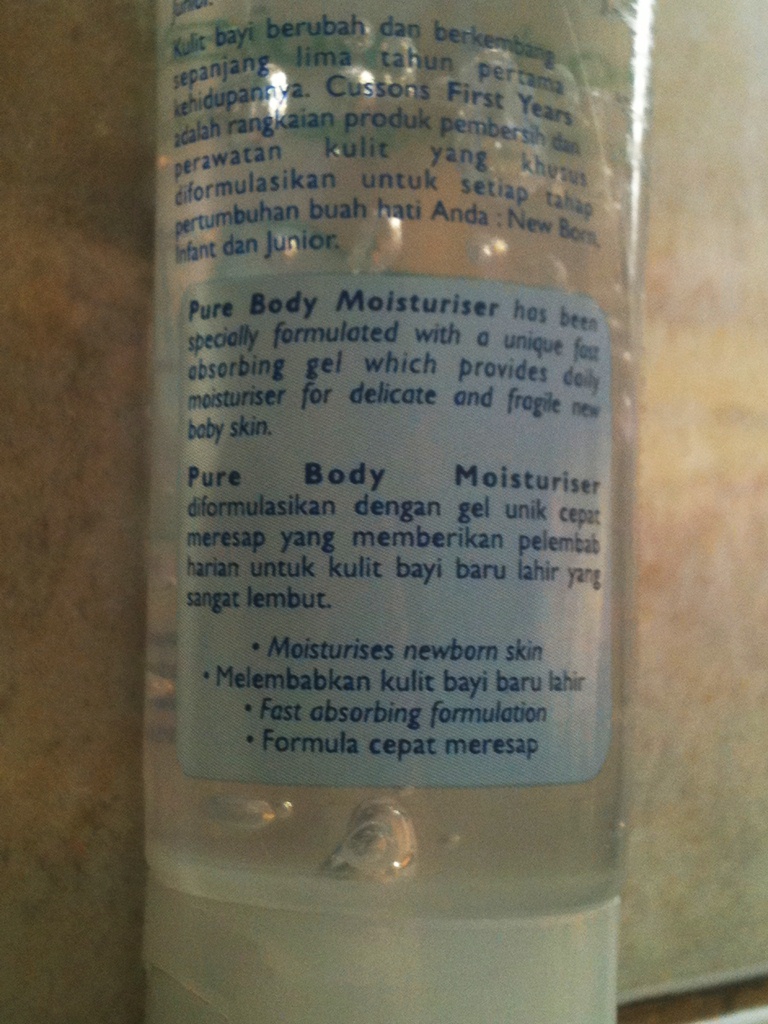 Junior.
Kulit bayi berubah dan berkembang
sepanjang lima tahun pertama
kehidupannya. Cussons First Years
adalah rangkaian produk pembersih dan
perawatan kulit yang khusus
diformulasikan untuk setiap tahap
pertumbuhan buah hati Anda : New Born,
Infant dan Junior.
Pure Body Moisturiser has been
specially formulated with a unique fast
absorbing gel which provides daily
moisturiser for delicate and fragile new
baby skin.
Pure Body Moisturiser
diformulasikan dengan gel unik cepat
meresap yang memberikan pelembab
harian untuk kulit bayi baru lahir yang
sangat lembut.
• Moisturises newborn skin
• Melembabkan kulit bayi baru lahir
• Fast absorbing formulation
• Formula cepat meresap